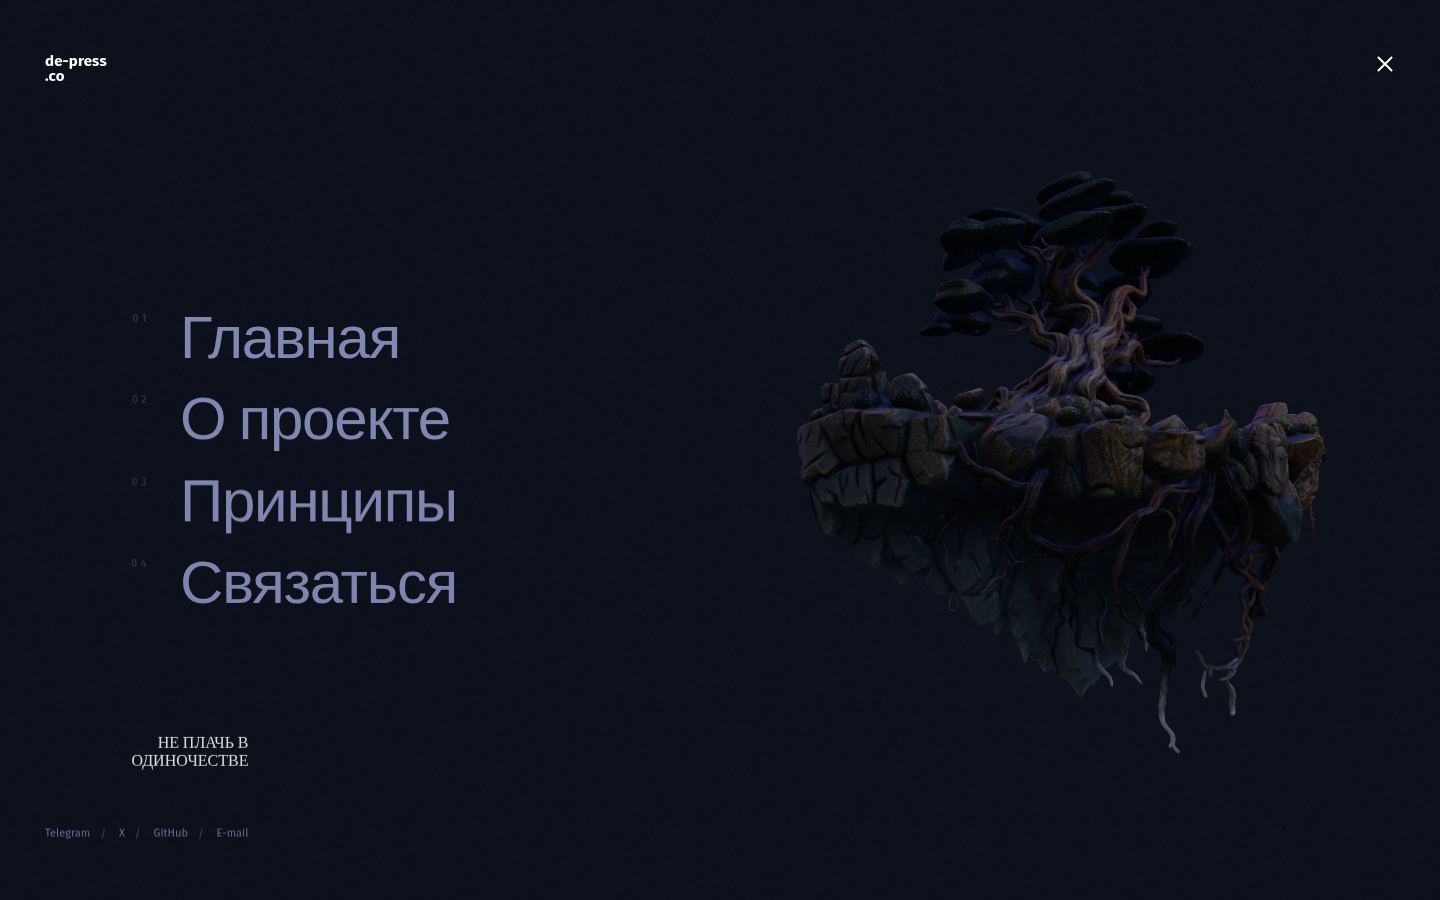 de-press
.co
01
Главная
02
О проекте
03
Принципы
04
Связаться
НЕ ПЛАЧЬ В
ОДИНОЧЕСТВЕ
Telegram / X / GitHub / E-mail